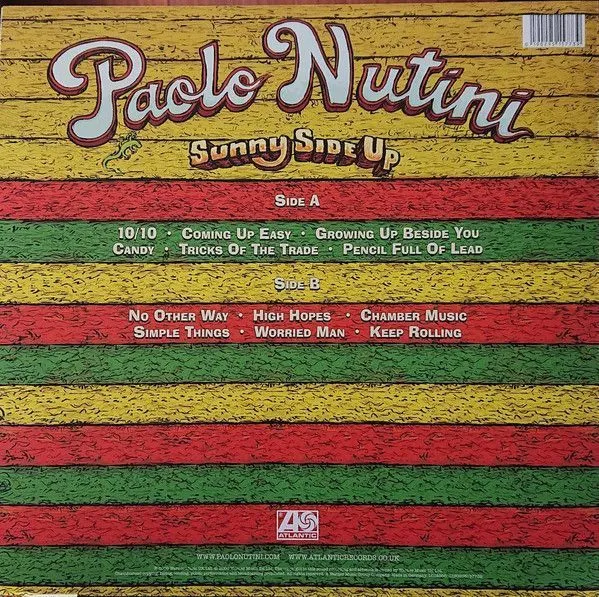 Paolo Nutini
Sunny Side Up
Side A
10/10 • Coming Up Easy • Growing Up Beside You
Candy • Tricks Of The Trade • Pencil Full Of Lead
Side B
No Other Way • High Hopes • Chamber Music
Simple Things • Worried Man • Keep Rolling
ATLANTIC
WWW.PAOLONUTINI.COM WWW.ATLANTICRECORDS.CO.UK